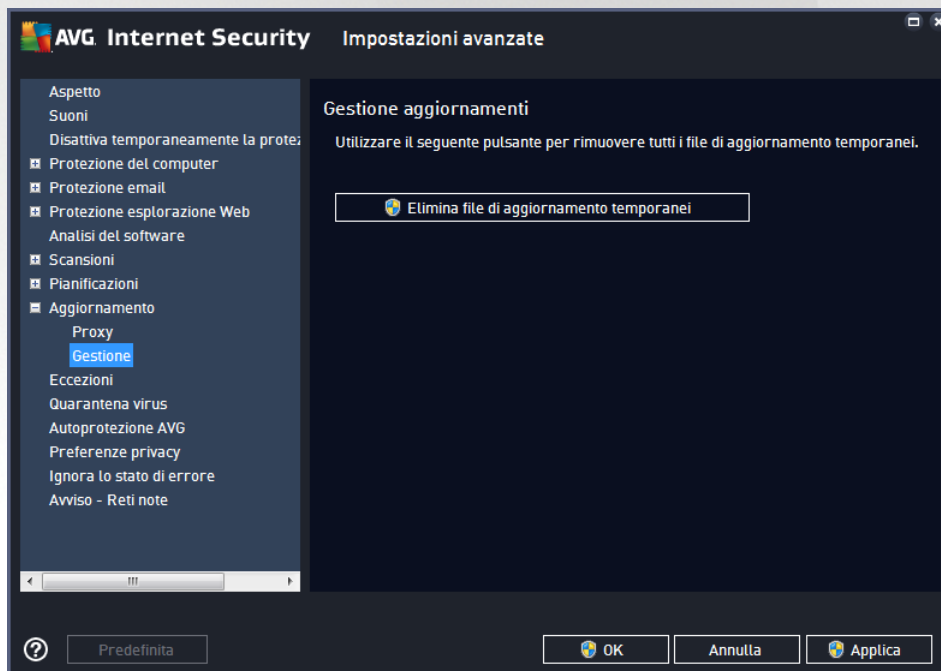 AVG Internet Security Impostazioni avanzate
Aspetto
Suoni
Disattiva temporaneamente la protez
Protezione del computer
Protezione email
Protezione esplorazione Web
Analisi del software
Scansioni
Pianificazioni
Aggiornamento
Proxy
Gestione
Eccezioni
Quarantena virus
Autoprotezione AVG
Preferenze privacy
Ignora lo stato di errore
Avviso - Reti note
Gestione aggiornamenti
Utilizzare il seguente pulsante per rimuovere tutti i file di aggiornamento temporanei.
Elimina file di aggiornamento temporanei
? Predefinita OK Annulla Applica